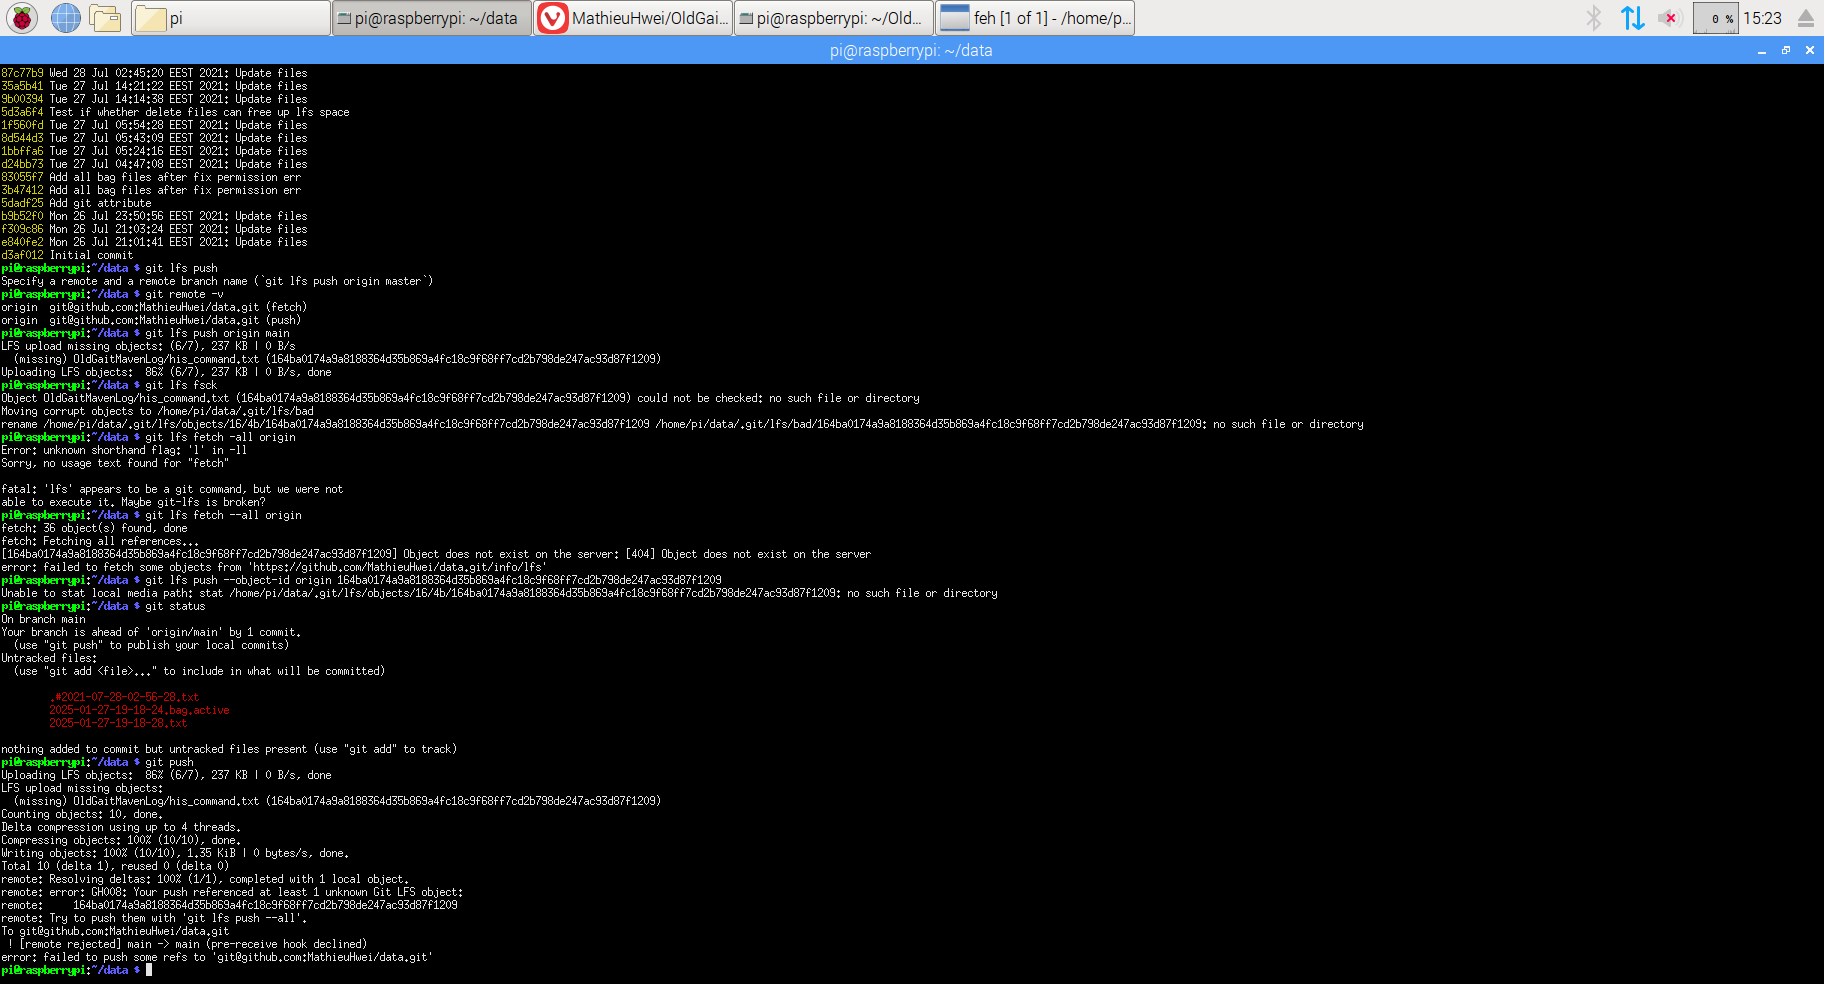 pi
pi@raspberrypi: ~/data
MathieuHwei/OldGai...
pi@raspberrypi: ~/Old...
feh [1 of 1] - /home/p...
0 %
15:23
pi@raspberrypi: ~/data
87c77b9 Wed 28 Jul 02:45:20 EEST 2021: Update files
35a5b41 Tue 27 Jul 14:21:22 EEST 2021: Update files
9b00394 Tue 27 Jul 14:14:38 EEST 2021: Update files
5d3a6f4 Test if whether delete files can free up lfs space
1f560fd Tue 27 Jul 05:54:28 EEST 2021: Update files
8d544d3 Tue 27 Jul 05:43:09 EEST 2021: Update files
1bbffa6 Tue 27 Jul 05:24:16 EEST 2021: Update files
d24bb73 Tue 27 Jul 04:47:08 EEST 2021: Update files
83055f7 Add all bag files after fix permission err
3b47412 Add all bag files after fix permission err
5dadf25 Add git attribute
b9b52f0 Mon 26 Jul 23:50:56 EEST 2021: Update files
f309c86 Mon 26 Jul 21:03:24 EEST 2021: Update files
e840fe2 Mon 26 Jul 21:01:41 EEST 2021: Update files
d3af012 Initial commit
pi@raspberrypi:~/data $ git lfs push
Specify a remote and a remote branch name (`git lfs push origin master`)
pi@raspberrypi:~/data $ git remote -v
origin  git@github.com:MathieuHwei/data.git (fetch)
origin  git@github.com:MathieuHwei/data.git (push)
pi@raspberrypi:~/data $ git lfs push origin main
LFS upload missing objects: (6/7), 237 KB | 0 B/s
  (missing) OldGaitMavenLog/his_command.txt (164ba0174a9a8188364d35b869a4fc18c9f68ff7cd2b798de247ac93d87f1209)
Uploading LFS objects:  86% (6/7), 237 KB | 0 B/s, done
pi@raspberrypi:~/data $ git lfs fsck
Object OldGaitMavenLog/his_command.txt (164ba0174a9a8188364d35b869a4fc18c9f68ff7cd2b798de247ac93d87f1209) could not be checked: no such file or directory
Moving corrupt objects to /home/pi/data/.git/lfs/bad
rename /home/pi/data/.git/lfs/objects/16/4b/164ba0174a9a8188364d35b869a4fc18c9f68ff7cd2b798de247ac93d87f1209 /home/pi/data/.git/lfs/bad/164ba0174a9a8188364d35b869a4fc18c9f68ff7cd2b798de247ac93d87f1209: no such file or directory
pi@raspberrypi:~/data $ git lfs fetch -all origin
Error: unknown shorthand flag: 'l' in -ll
Sorry, no usage text found for "fetch"
fatal: 'lfs' appears to be a git command, but we were not
able to execute it. Maybe git-lfs is broken?
pi@raspberrypi:~/data $ git lfs fetch --all origin
fetch: 36 object(s) found, done
fetch: Fetching all references...
[164ba0174a9a8188364d35b869a4fc18c9f68ff7cd2b798de247ac93d87f1209] Object does not exist on the server: [404] Object does not exist on the server
error: failed to fetch some objects from 'https://github.com/MathieuHwei/data.git/info/lfs'
pi@raspberrypi:~/data $ git lfs push --object-id origin 164ba0174a9a8188364d35b869a4fc18c9f68ff7cd2b798de247ac93d87f1209
Unable to stat local media path: stat /home/pi/data/.git/lfs/objects/16/4b/164ba0174a9a8188364d35b869a4fc18c9f68ff7cd2b798de247ac93d87f1209: no such file or directory
pi@raspberrypi:~/data $ git status
On branch main
Your branch is ahead of 'origin/main' by 1 commit.
  (use "git push" to publish your local commits)
Untracked files:
  (use "git add <file>..." to include in what will be committed)
.#2021-07-28-02-56-28.txt
2025-01-27-19-18-24.bag.active
2025-01-27-19-18-28.txt
nothing added to commit but untracked files present (use "git add" to track)
pi@raspberrypi:~/data $ git push
Uploading LFS objects:  86% (6/7), 237 KB | 0 B/s, done
LFS upload missing objects:
  (missing) OldGaitMavenLog/his_command.txt (164ba0174a9a8188364d35b869a4fc18c9f68ff7cd2b798de247ac93d87f1209)
Counting objects: 10, done.
Delta compression using up to 4 threads.
Compressing objects: 100% (10/10), done.
Writing objects: 100% (10/10), 1.35 KiB | 0 bytes/s, done.
Total 10 (delta 1), reused 0 (delta 0)
remote: Resolving deltas: 100% (1/1), completed with 1 local object.
remote: error: GH008: Your push referenced at least 1 unknown Git LFS object:
remote:     164ba0174a9a8188364d35b869a4fc18c9f68ff7cd2b798de247ac93d87f1209
remote: Try to push them with 'git lfs push --all'.
To git@github.com:MathieuHwei/data.git
 ! [remote rejected] main -> main (pre-receive hook declined)
error: failed to push some refs to 'git@github.com:MathieuHwei/data.git'
pi@raspberrypi:~/data $